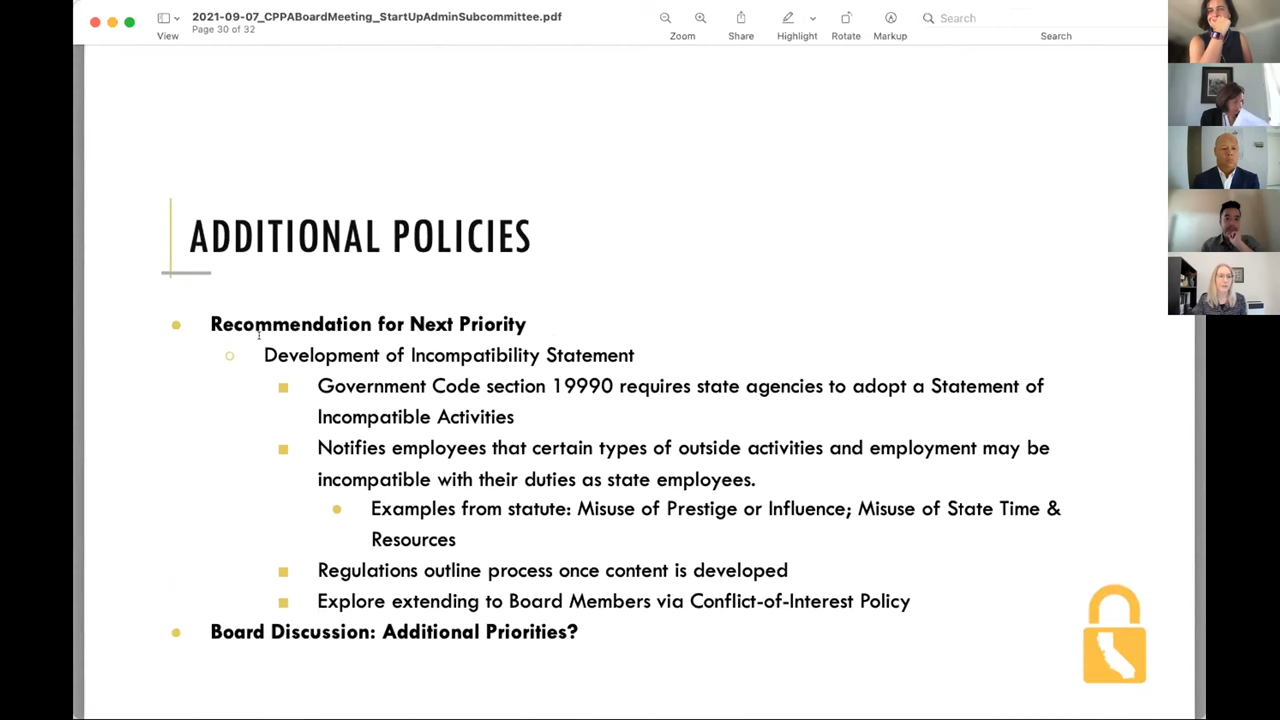 2021-09-07_CPPABoardMeeting_StartUpAdminSubcommittee.pdf
Page 30 of 32
View
Zoom
Share
Highlight
Rotate
Markup
Search
Search
ADDITIONAL POLICIES
Recommendation for Next Priority
Development of Incompatibility Statement
Government Code section 19990 requires state agencies to adopt a Statement of
Incompatible Activities
Notifies employees that certain types of outside activities and employment may be
incompatible with their duties as state employees.
Examples from statute: Misuse of Prestige or Influence; Misuse of State Time &
Resources
Regulations outline process once content is developed
Explore extending to Board Members via Conflict-of-Interest Policy
Board Discussion: Additional Priorities?